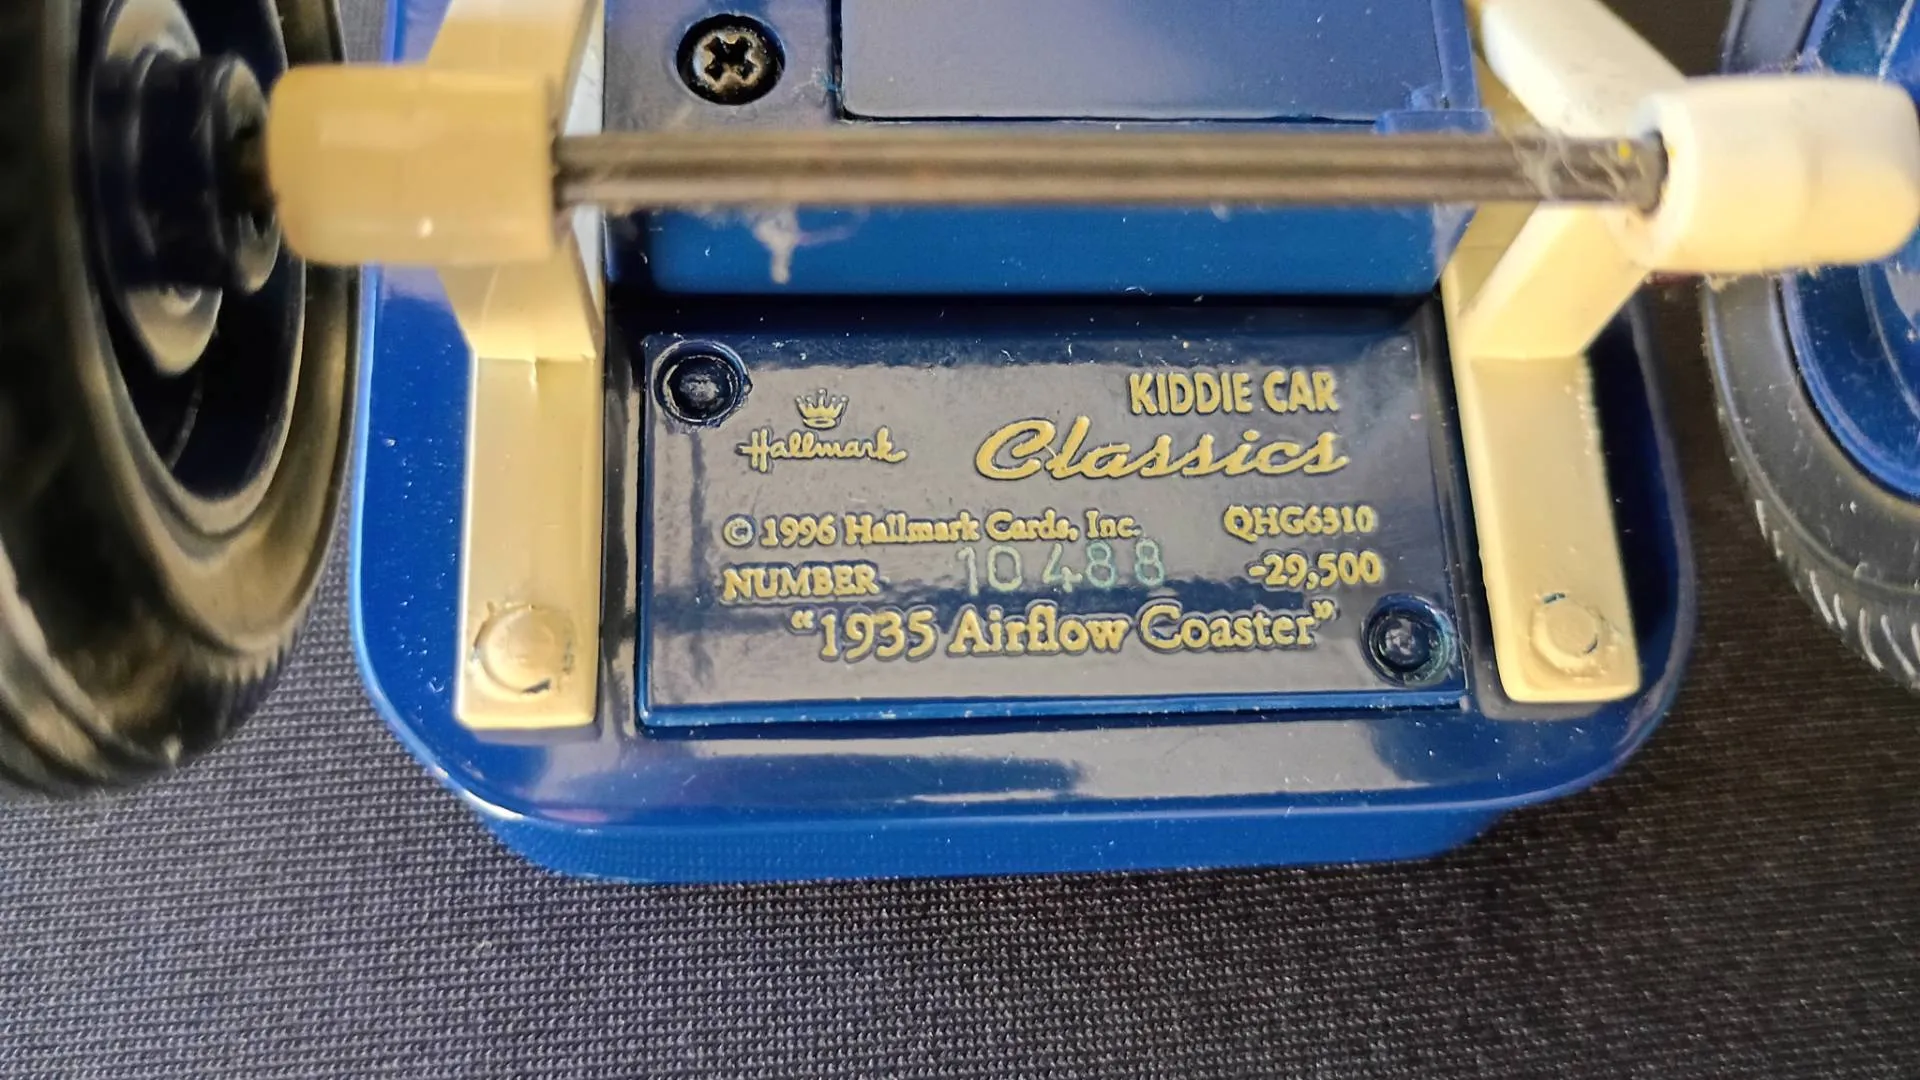 KIDDIE CAR
Hallmark Classics
© 1996 Hallmark Cards, Inc. QHG6310
NUMBER 10488 -29,500
“1935 Airflow Coaster”